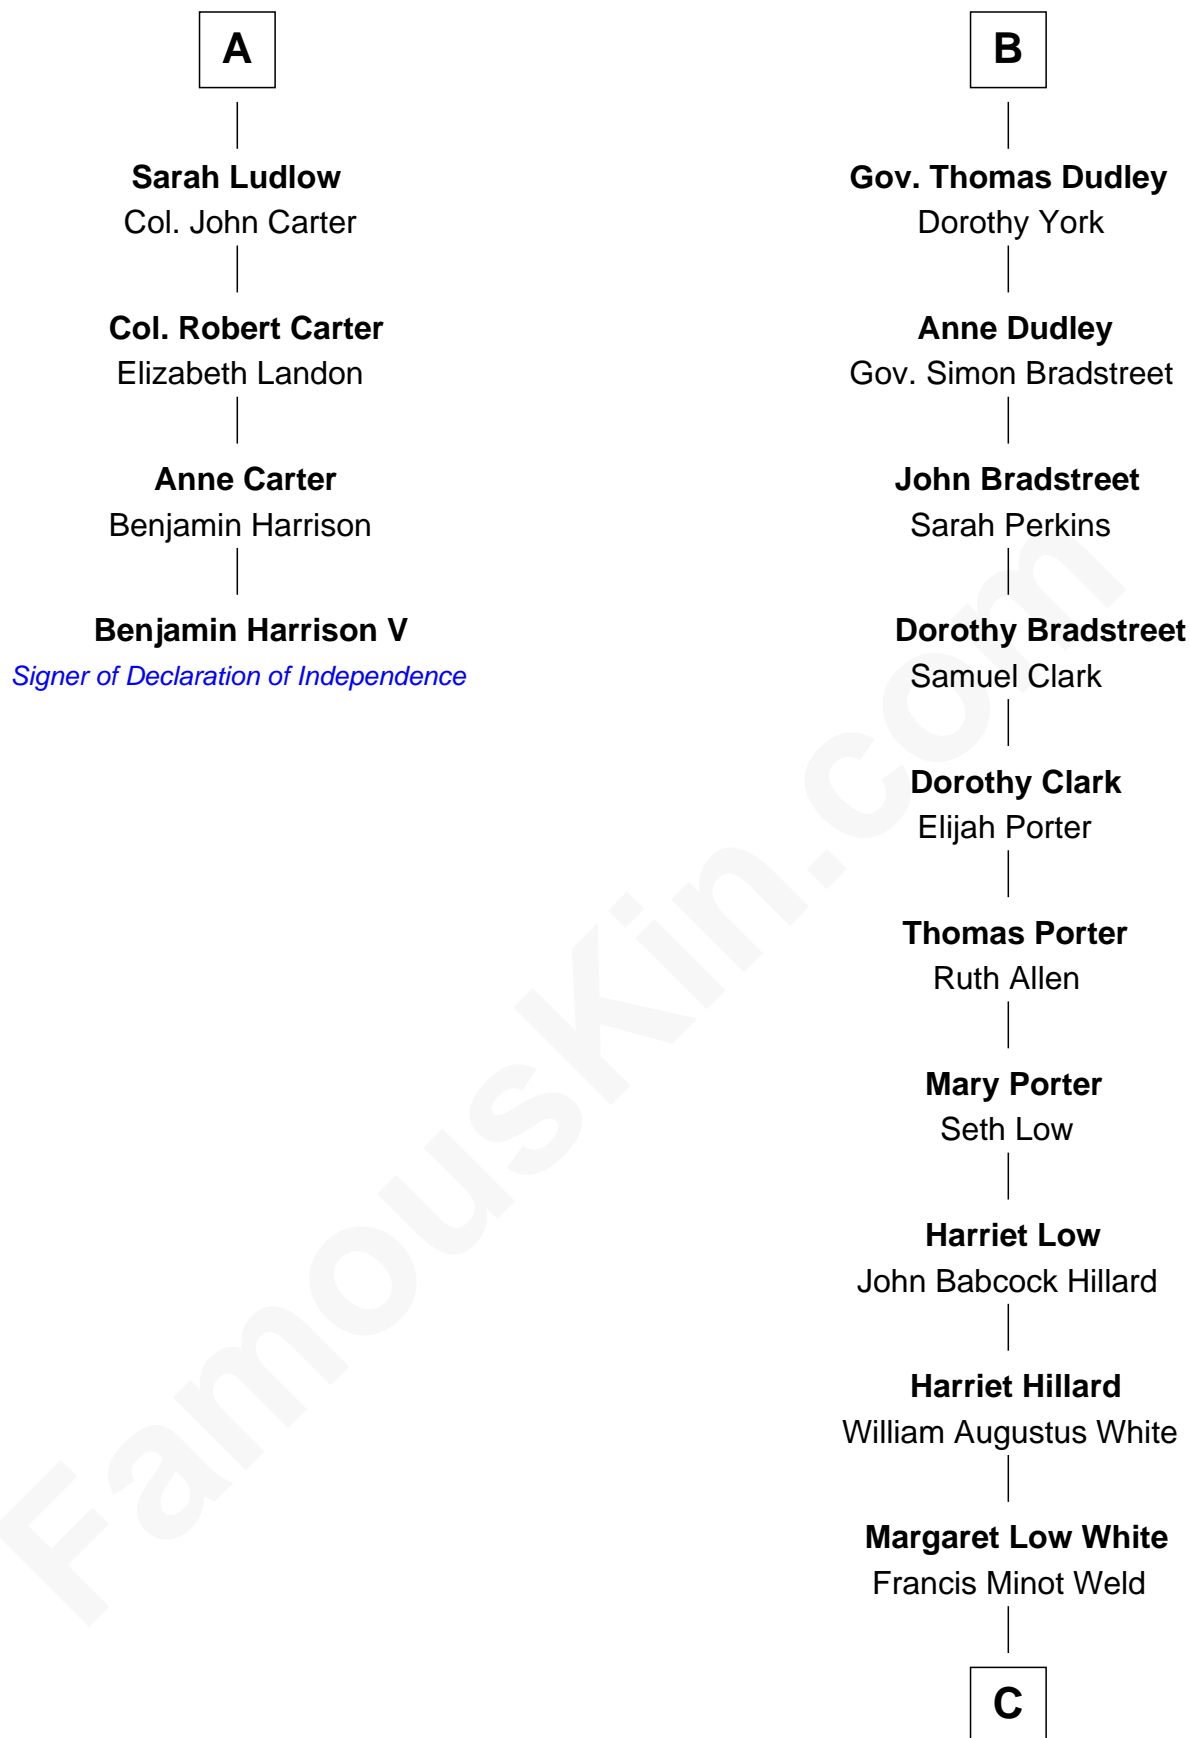 A
Sarah Ludlow
Col. John Carter
Col. Robert Carter
Elizabeth Landon
Anne Carter
Benjamin Harrison
Benjamin Harrison V
Signer of Declaration of Independence
B
Gov. Thomas Dudley
Dorothy York
Anne Dudley
Gov. Simon Bradstreet
John Bradstreet
Sarah Perkins
Dorothy Bradstreet
Samuel Clark
Dorothy Clark
Elijah Porter
Thomas Porter
Ruth Allen
Mary Porter
Seth Low
Harriet Low
John Babcock Hillard
Harriet Hillard
William Augustus White
Margaret Low White
Francis Minot Weld
C
FamousKin.com